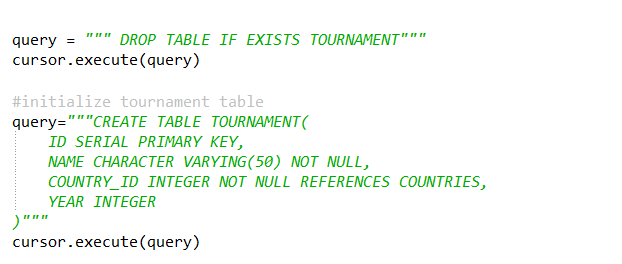 query = """ DROP TABLE IF EXISTS TOURNAMENT"""
cursor.execute(query)
#initialize tournament table
query="""CREATE TABLE TOURNAMENT(
ID SERIAL PRIMARY KEY,
NAME CHARACTER VARYING(50) NOT NULL,
COUNTRY_ID INTEGER NOT NULL REFERENCES COUNTRIES,
YEAR INTEGER
)"""
cursor.execute(query)